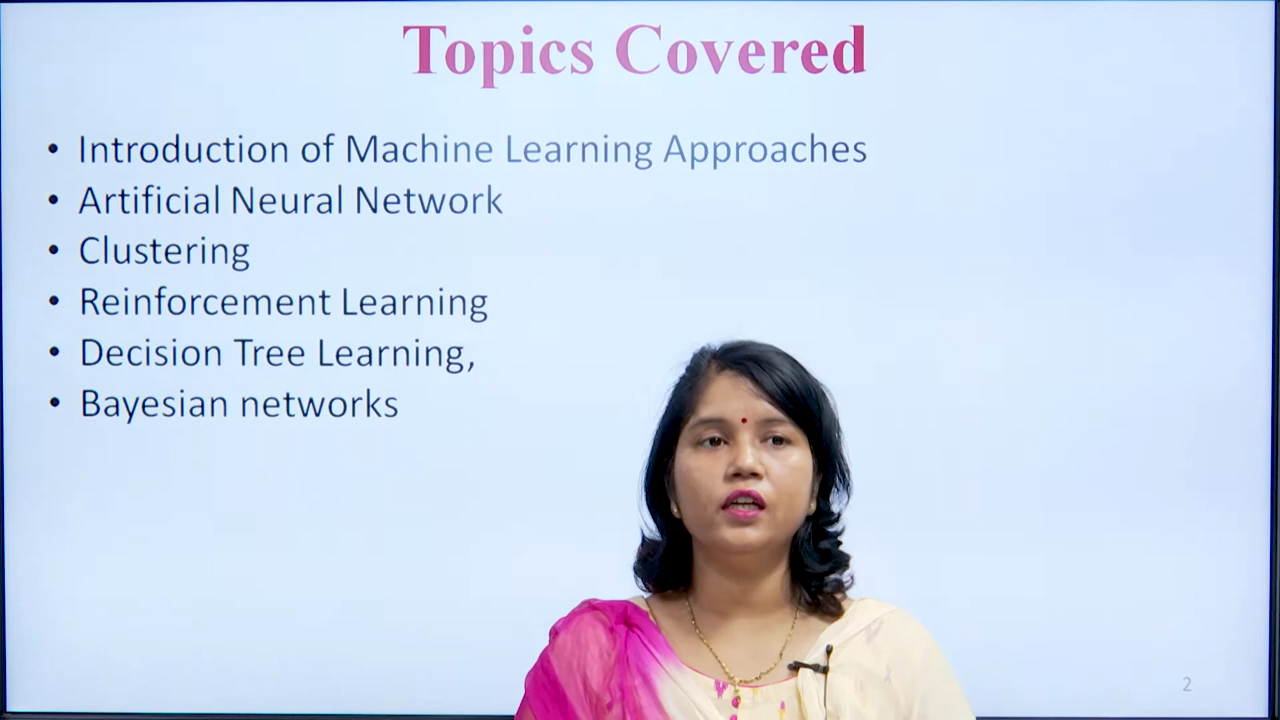 Topics Covered
• Introduction of Machine Learning Approaches
• Artificial Neural Network
• Clustering
• Reinforcement Learning
• Decision Tree Learning,
• Bayesian networks
2